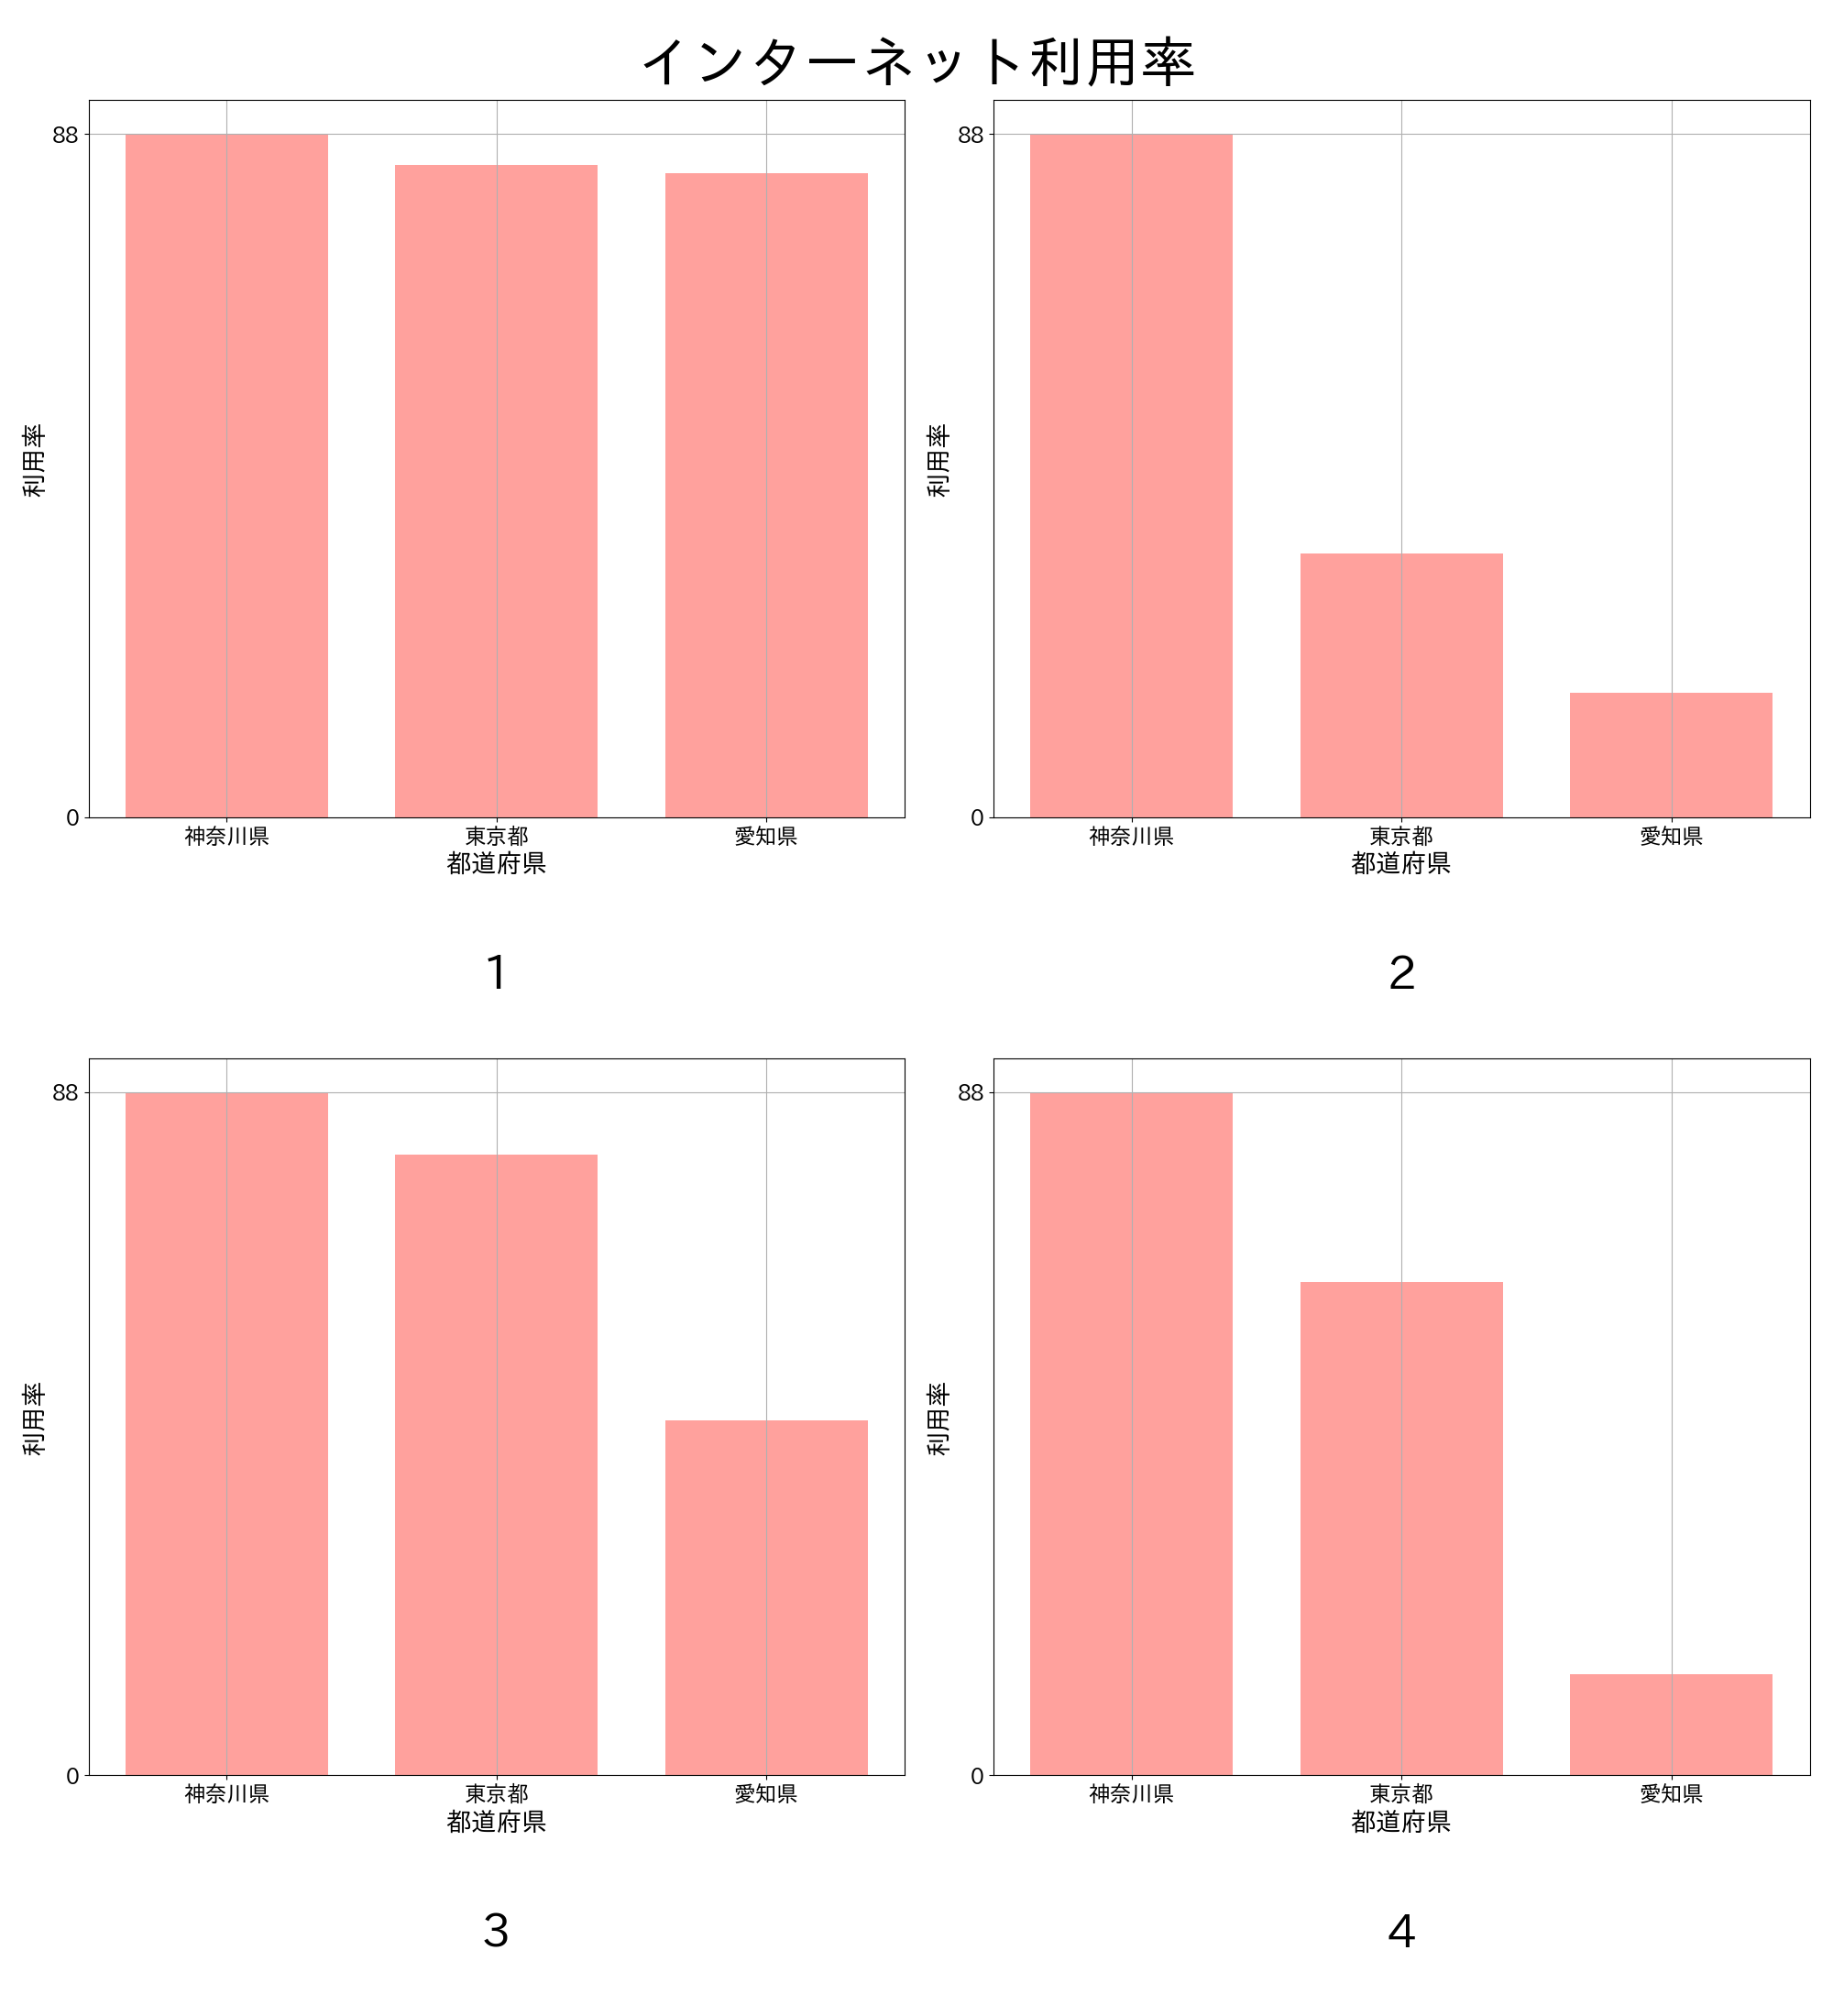 インターネット利用率
88
0
利用率
神奈川県 東京都 愛知県
都道府県
1
88
0
利用率
神奈川県 東京都 愛知県
都道府県
2
88
0
利用率
神奈川県 東京都 愛知県
都道府県
3
88
0
利用率
神奈川県 東京都 愛知県
都道府県
4